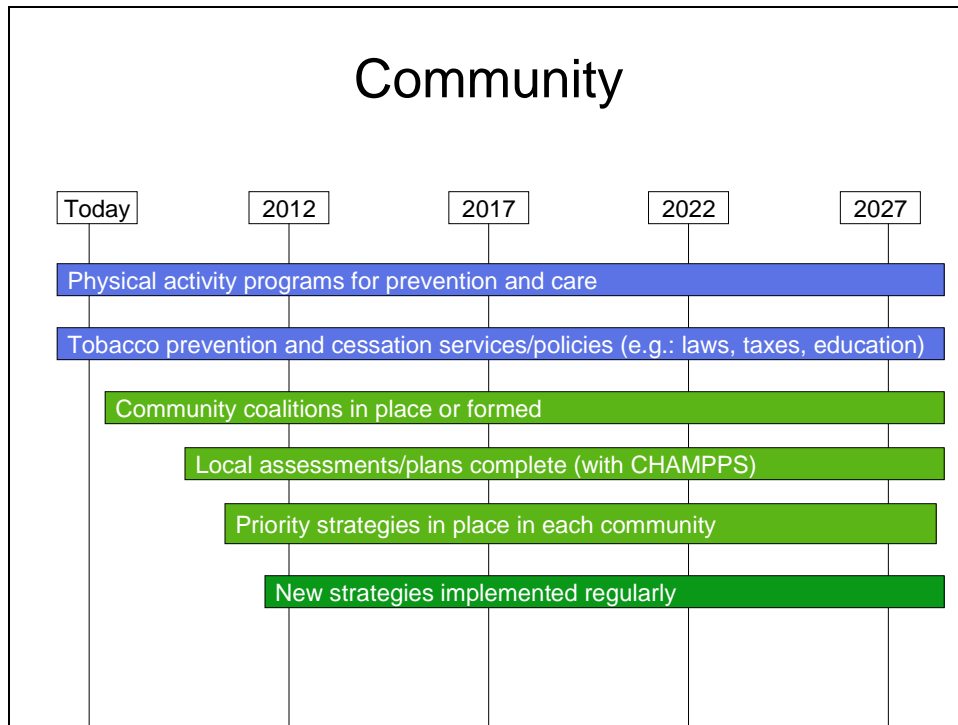 Community
Today 2012 2017 2022 2027
Physical activity programs for prevention and care
Tobacco prevention and cessation services/policies (e.g.: laws, taxes, education)
Community coalitions in place or formed
Local assessments/plans complete (with CHAMPPS)
Priority strategies in place in each community
New strategies implemented regularly